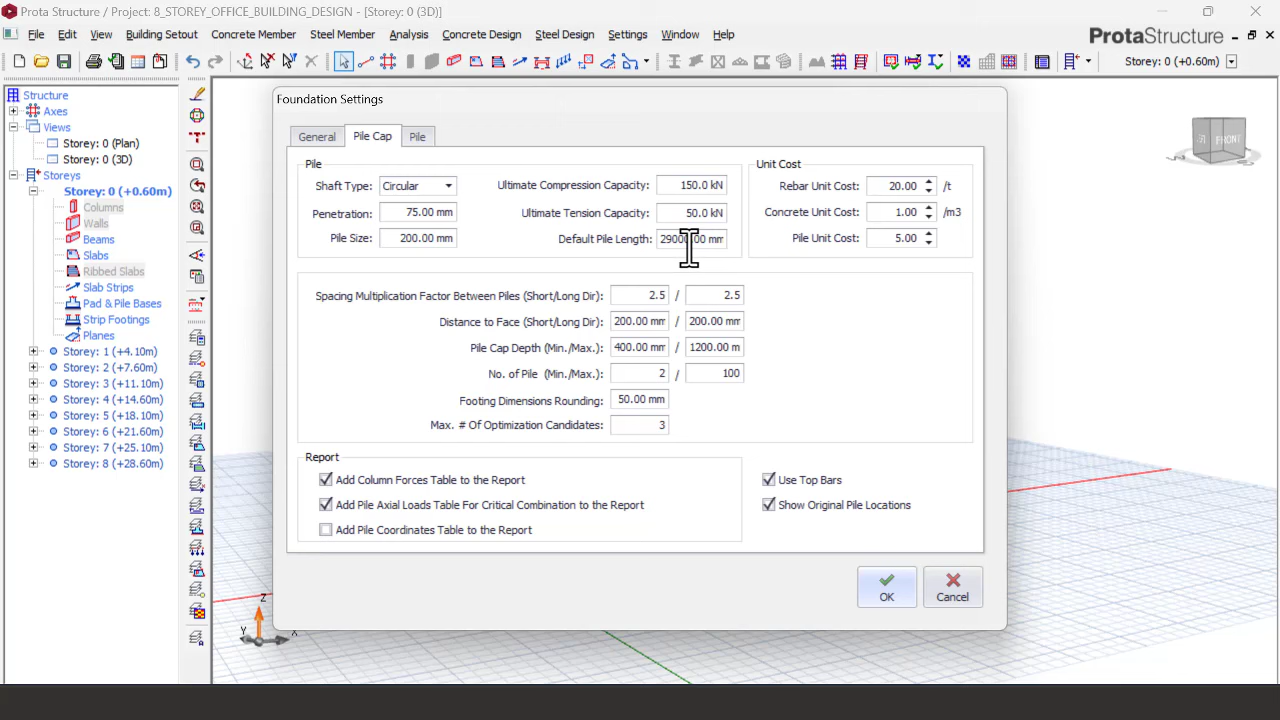 Prota Structure / Project: 8_STOREY_OFFICE_BUILDING_DESIGN - [Storey: 0 (3D)]
File Edit View Building Setout Concrete Member Steel Member Analysis Concrete Design Steel Design Settings Window Help
ProtaStructure
Storey: 0 (+0.60m)
Structure
Axes
Views
Storey: 0 (Plan)
Storey: 0 (3D)
Storeys
Storey: 0 (+0.60m)
Columns
Walls
Beams
Slabs
Ribbed Slabs
Slab Strips
Pad & Pile Bases
Strip Footings
Planes
Storey: 1 (+4.10m)
Storey: 2 (+7.60m)
Storey: 3 (+11.10m)
Storey: 4 (+14.60m)
Storey: 5 (+18.10m)
Storey: 6 (+21.60m)
Storey: 7 (+25.10m)
Storey: 8 (+28.60m)
Foundation Settings
General Pile Cap Pile
Pile
Shaft Type: Circular
Penetration: 75.00 mm
Pile Size: 200.00 mm
Ultimate Compression Capacity: 150.0 kN
Ultimate Tension Capacity: 50.0 kN
Default Pile Length: 29000.00 mm
Unit Cost
Rebar Unit Cost: 20.00 /t
Concrete Unit Cost: 1.00 /m3
Pile Unit Cost: 5.00
Spacing Multiplication Factor Between Piles (Short/Long Dir): 2.5 / 2.5
Distance to Face (Short/Long Dir): 200.00 mm / 200.00 mm
Pile Cap Depth (Min./Max.): 400.00 mm / 1200.00 m
No. of Pile (Min./Max.): 2 / 100
Footing Dimensions Rounding: 50.00 mm
Max. # Of Optimization Candidates: 3
Report
Add Column Forces Table to the Report
Add Pile Axial Loads Table For Critical Combination to the Report
Add Pile Coordinates Table to the Report
Use Top Bars
Show Original Pile Locations
OK
Cancel
FRONT
Z
Y
X